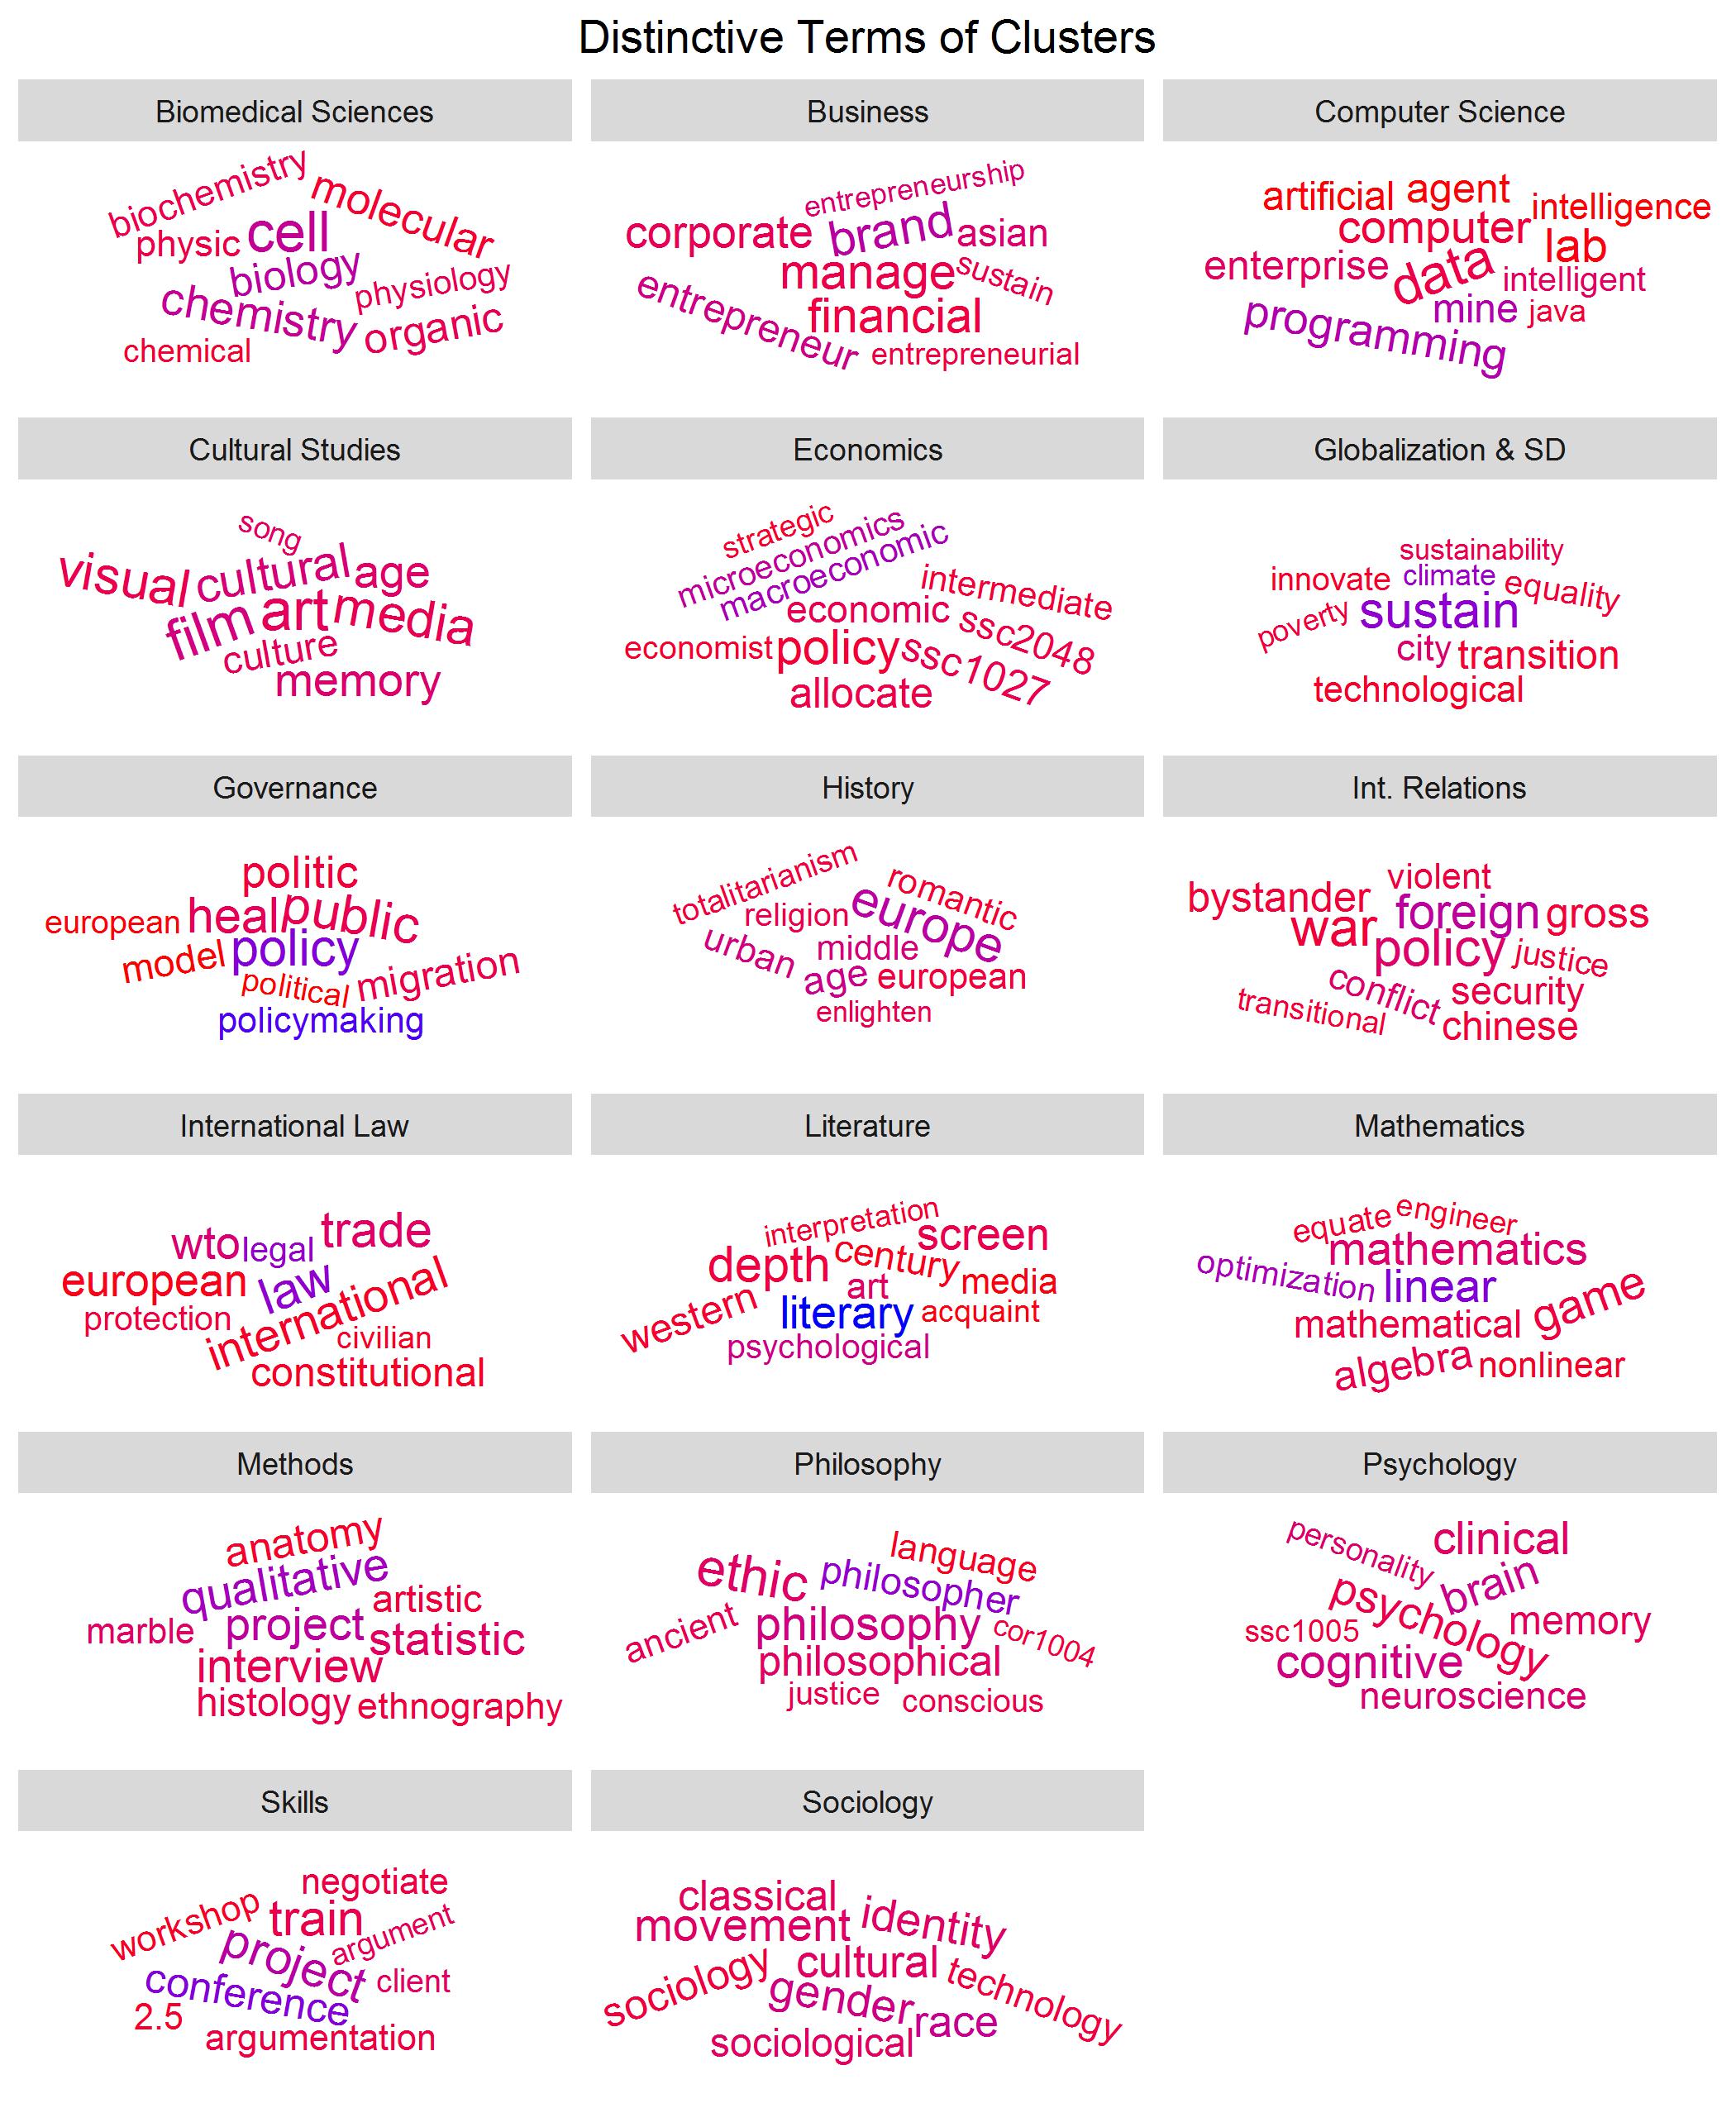 Distinctive Terms of Clusters
Biomedical Sciences
biochemistry
molecular
physic cell
biology
physiology
chemistry
organic
chemical
Business
entrepreneurship
corporate brand asian
manage sustain
entrepreneur financial
entrepreneurial
Computer Science
artificial agent intelligence
computer lab
enterprise data intelligent
mine java
programming
Cultural Studies
song
visual cultural age
film art media
culture
memory
Economics
strategic
microeconomics
macroeconomic
intermediate
economic ssc2048
economist policy ssc1027
allocate
Globalization & SD
sustainability
innovate climate equality
poverty sustain
city transition
technological
Governance
politic
european heal public
model policy
political migration
policymaking
History
totalitarianism
romantic
religion europe
urban middle
age european
enlighten
Int. Relations
violent
bystander foreign gross
war policy justice
conflict security
transitional chinese
International Law
wto legal trade
european law
protection international
civilian
constitutional
Literature
interpretation screen
depth century
art media
western literary acquaint
psychological
Mathematics
equate engineer
mathematics
optimization linear
mathematical game
algebra nonlinear
Methods
anatomy
qualitative
artistic
marble project statistic
interview
histology ethnography
Philosophy
language
ethic philosopher
ancient philosophy cor1004
philosophical
justice conscious
Psychology
personality clinical
brain
psychology memory
ssc1005
cognitive
neuroscience
Skills
negotiate
workshop train argument
project
conference client
2.5
argumentation
Sociology
classical
movement identity
sociology cultural technology
gender race
sociological